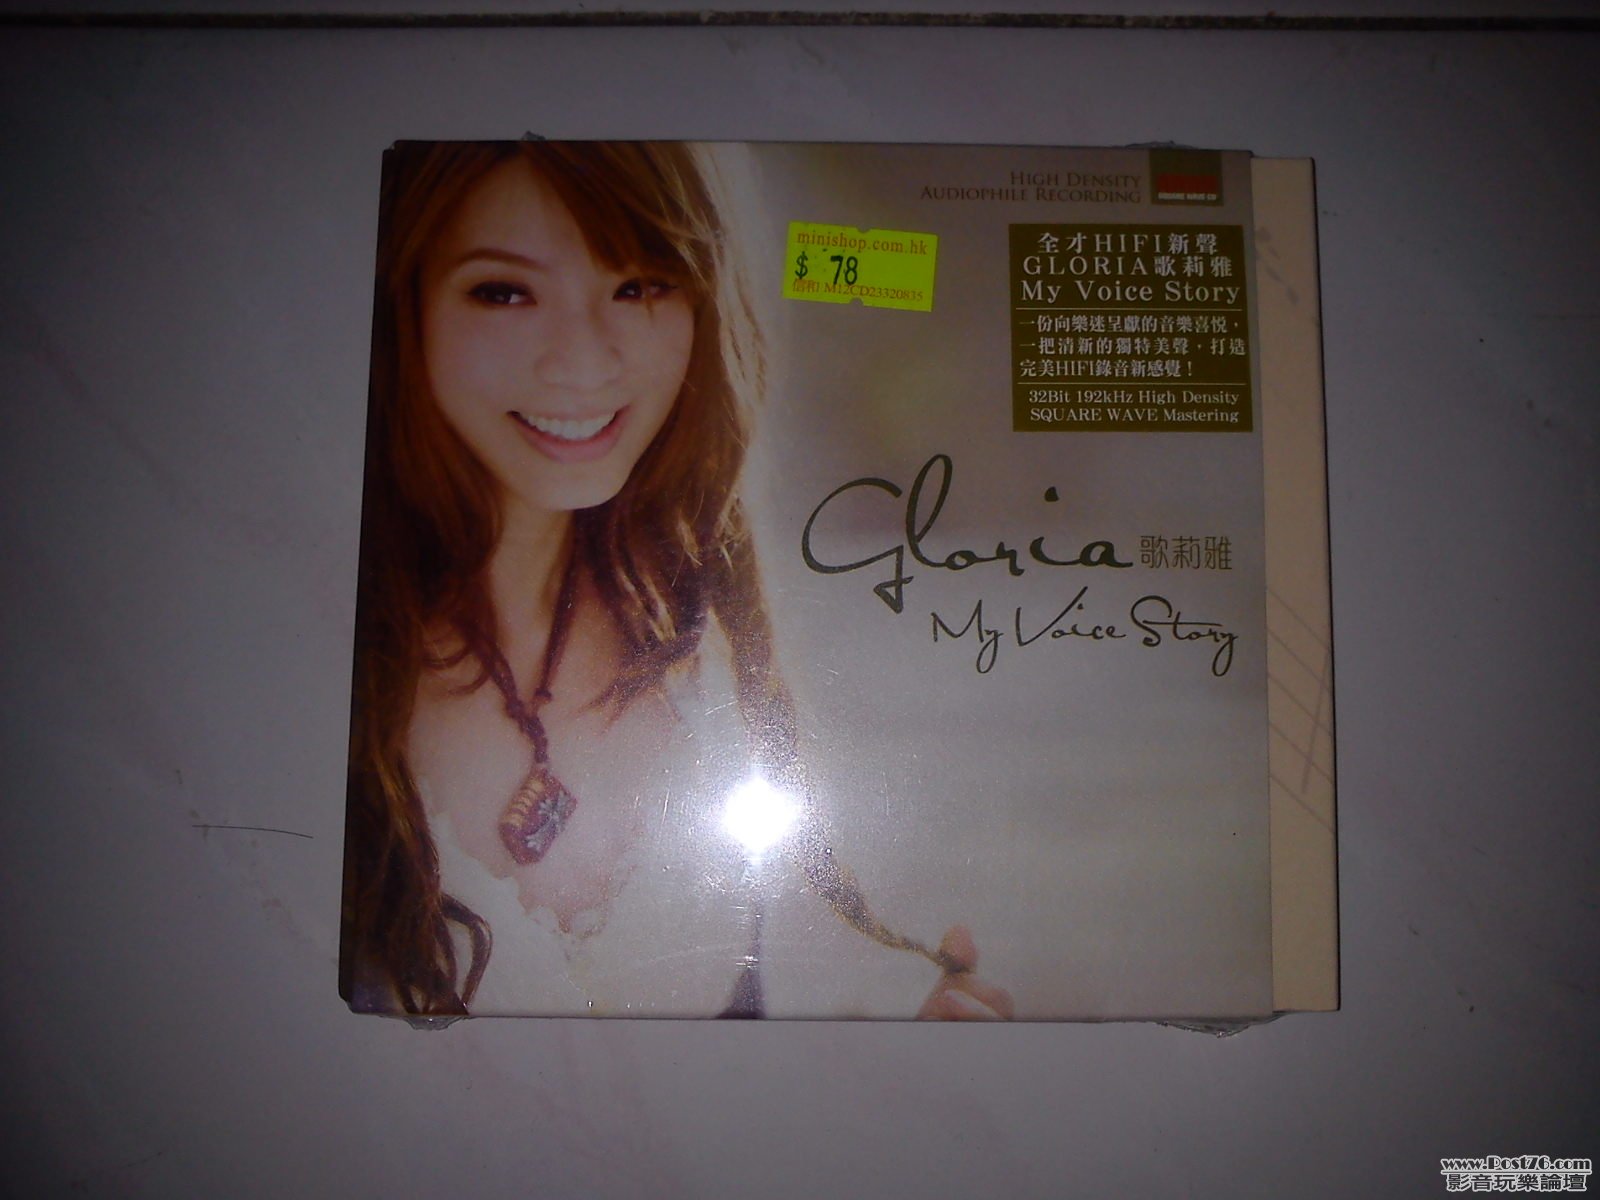 HIGH DENSITY
AUDIOPHILE RECORDING
SQUARE WAVE CD
minishop.com.hk
$ 78
信和 M12CD23320835
全才HIFI新聲
GLORIA歌莉雅
My Voice Story
一份向樂迷呈獻的音樂喜悅，
一把清新的獨特美聲，打造
完美HIFI錄音新感覺！
32Bit 192kHz High Density
SQUARE WAVE Mastering
Gloria 歌莉雅
My Voice Story
www.Post76.com
影音玩樂論壇